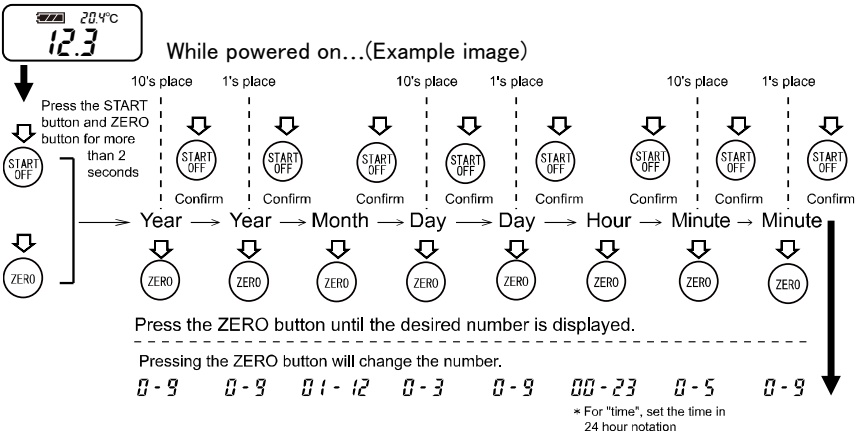 20.4℃
12.3
While powered on...(Example image)
10's place 1's place 10's place 1's place 10's place 1's place
Press the START
button and ZERO
button for more
than 2
seconds
START
OFF
START
OFF
START
OFF
START
OFF
START
OFF
START
OFF
START
OFF
START
OFF
START
OFF
Confirm Confirm Confirm Confirm Confirm Confirm Confirm Confirm
Year → Year → Month → Day → Day → Hour → Minute → Minute
ZERO
ZERO ZERO ZERO ZERO ZERO ZERO ZERO ZERO
Press the ZERO button until the desired number is displayed.
Pressing the ZERO button will change the number.
0 - 9 0 - 9 01 - 12 0 - 3 0 - 9 00 - 23 0 - 5 0 - 9
* For "time", set the time in
24 hour notation